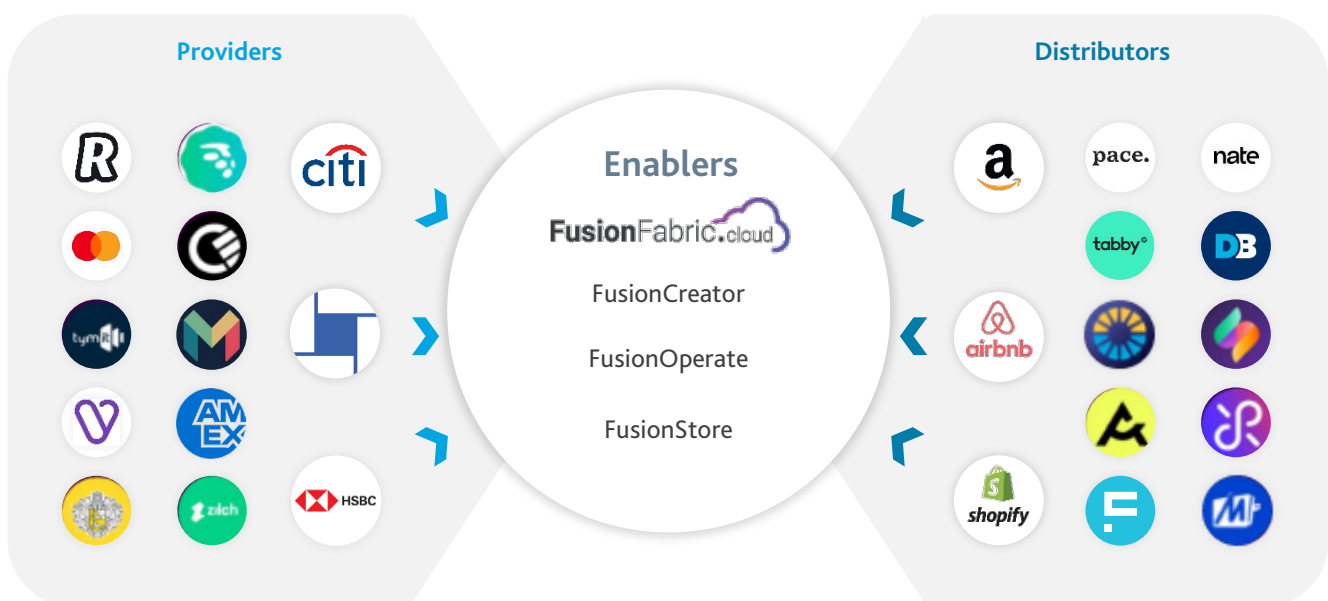 Providers
R
citi
tymit
AM
EX
zilch
HSBC
Enablers
FusionFabric.cloud
FusionCreator
FusionOperate
FusionStore
Distributors
a
pace.
nate
tabby
DB
airbnb
shopify